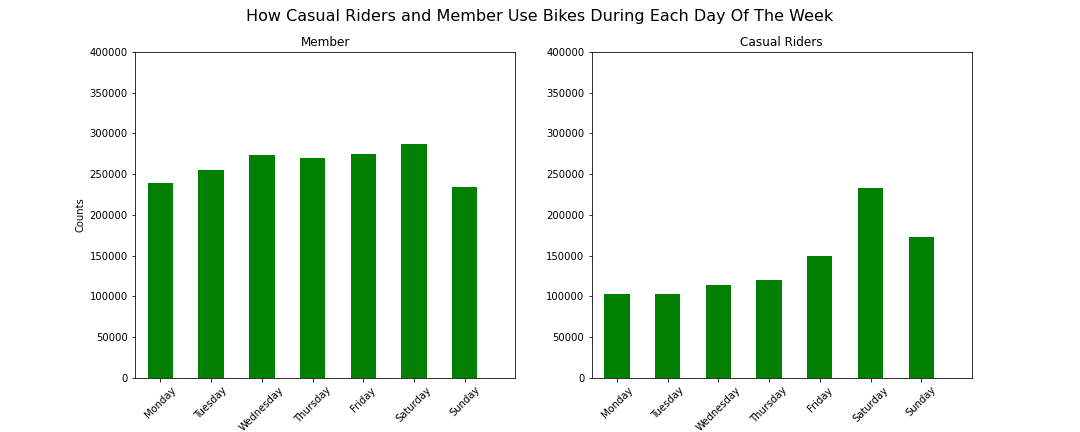 How Casual Riders and Member Use Bikes During Each Day Of The Week
Member
400000
350000
300000
250000
200000
150000
100000
50000
0
Counts
Monday
Tuesday
Wednesday
Thursday
Friday
Saturday
Sunday
Casual Riders
400000
350000
300000
250000
200000
150000
100000
50000
0
Monday
Tuesday
Wednesday
Thursday
Friday
Saturday
Sunday